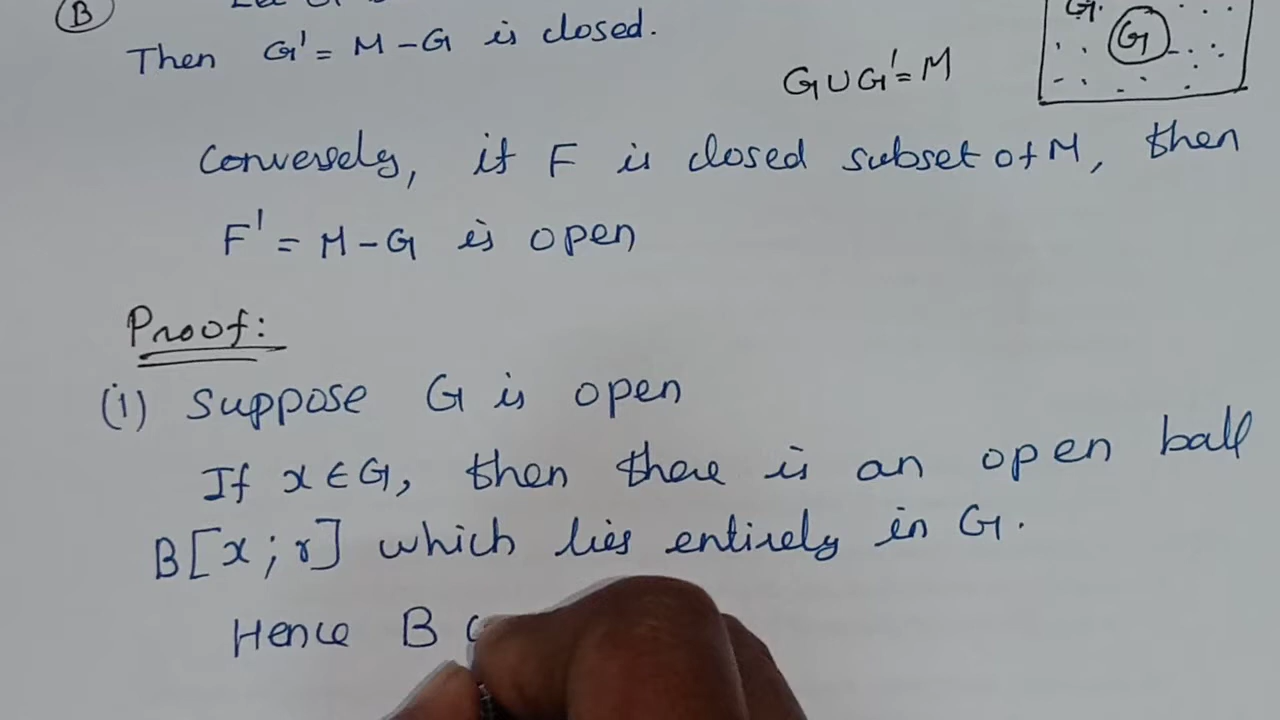 B
Then G' = M - G is closed.
G
G
G ∪ G' = M
Conversely, if F is closed subset of M, then
F' = M - G is open
Proof:
(i) Suppose G is open
If x ∈ G, then there is an open ball
B[x; r] which lies entirely in G.
Hence B